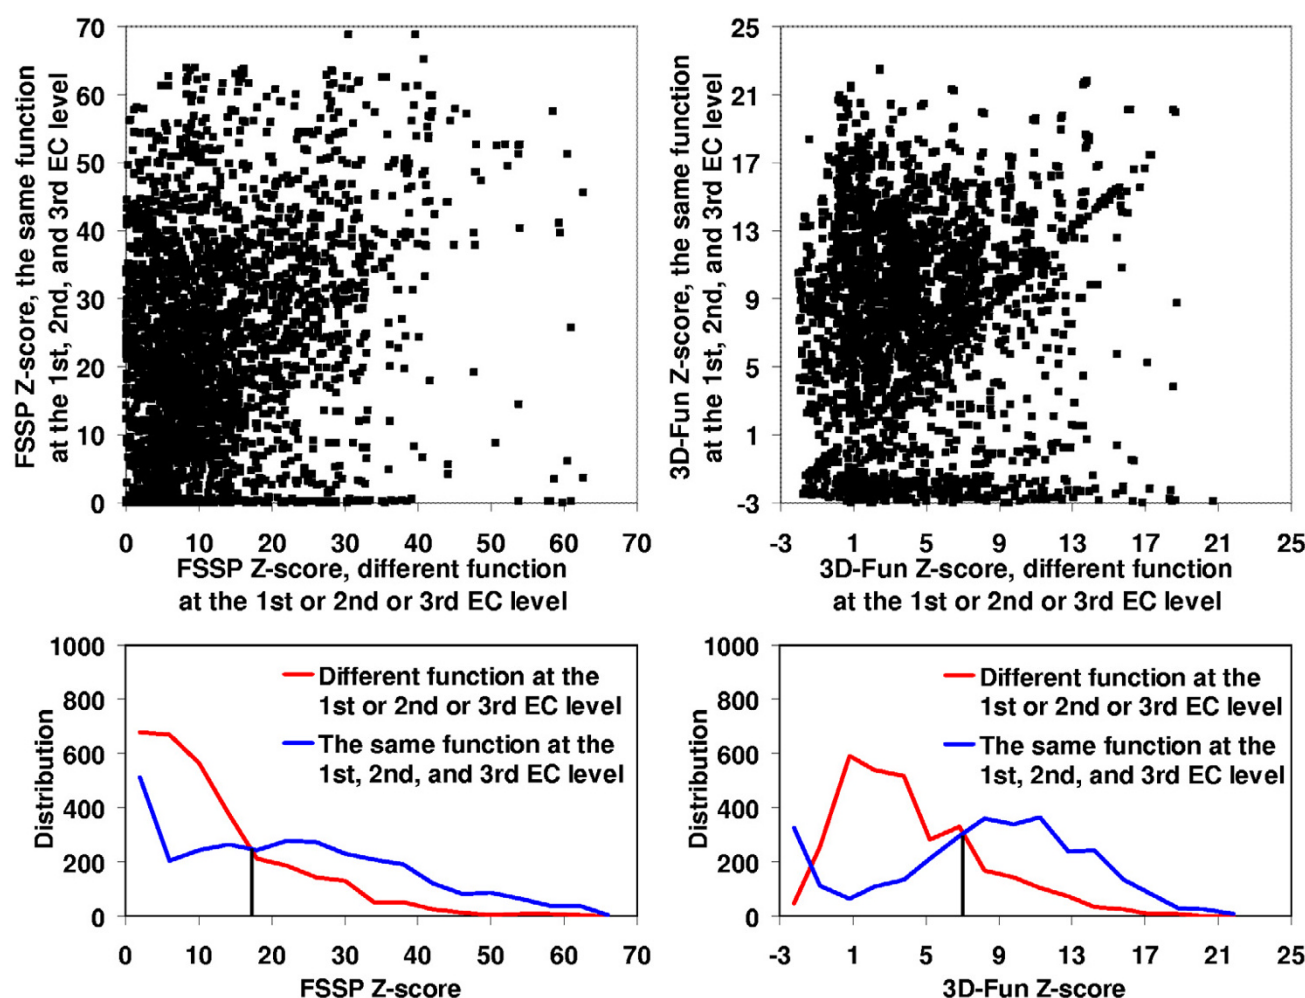 FSSP Z-score, the same function
at the 1st, 2nd, and 3rd EC level
70
60
50
40
30
20
10
0
0 10 20 30 40 50 60 70
FSSP Z-score, different function
at the 1st or 2nd or 3rd EC level
3D-Fun Z-score, the same function
at the 1st, 2nd, and 3rd EC level
25
21
17
13
9
5
1
-3
-3 1 5 9 13 17 21 25
3D-Fun Z-score, different function
at the 1st or 2nd or 3rd EC level
Distribution
1000
800
600
400
200
0
Different function at the
1st or 2nd or 3rd EC level
The same function at the
1st, 2nd, and 3rd EC level
0 10 20 30 40 50 60 70
FSSP Z-score
Distribution
1000
800
600
400
200
0
Different function at the
1st or 2nd or 3rd EC level
The same function at the
1st, 2nd, and 3rd EC level
-3 1 5 9 13 17 21 25
3D-Fun Z-score